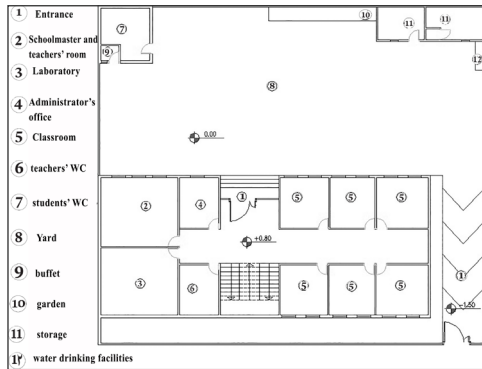 1 Entrance
2 Schoolmaster and
teachers' room
3 Laboratory
4 Administrator's
office
5 Classroom
6 teachers' WC
7 students' WC
8 Yard
9 buffet
10 garden
11 storage
1۲ water drinking facilities
7
9
10
11
11
1۲
8
0.00
2
4
1
5
5
5
+0.80
3
6
5
5
5
1
-1.50